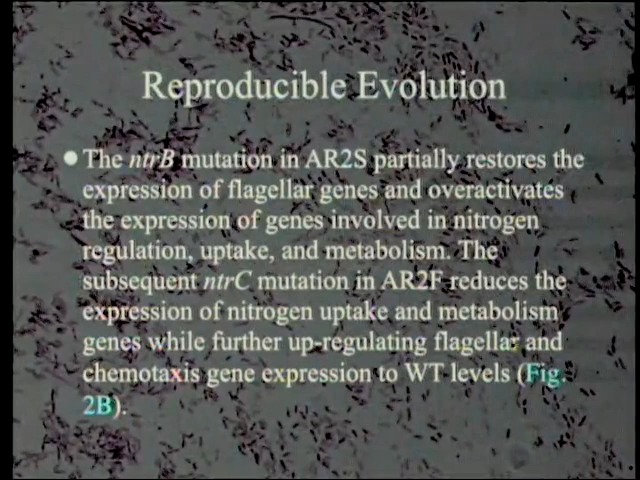 Reproducible Evolution
The ntrB mutation in AR2S partially restores the
expression of flagellar genes and overactivates
the expression of genes involved in nitrogen
regulation, uptake, and metabolism. The
subsequent ntrC mutation in AR2F reduces the
expression of nitrogen uptake and metabolism
genes while further up-regulating flagellar and
chemotaxis gene expression to WT levels (Fig.
2B).